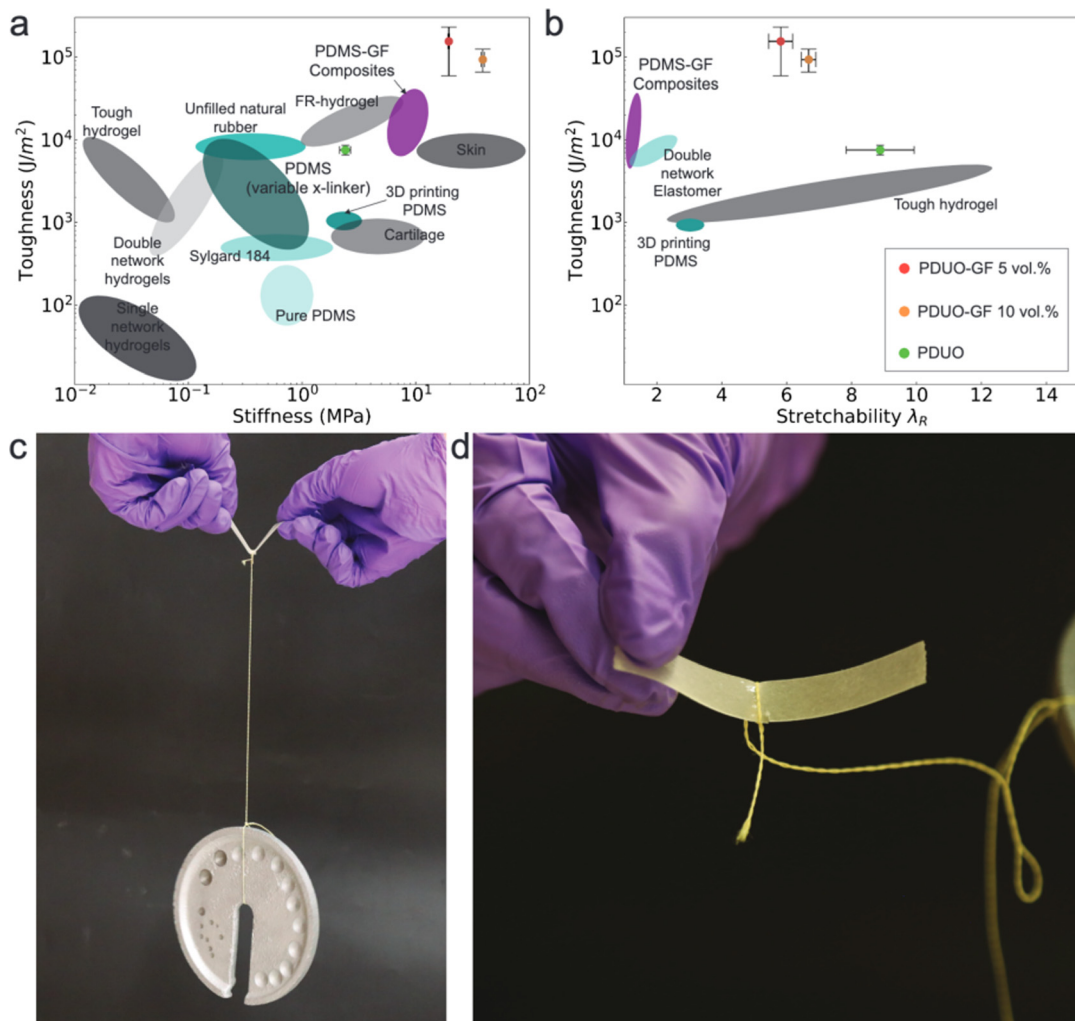 a
Toughness (J/m²)
10⁵
10⁴
10³
10²
10⁻²
10⁻¹
10⁰
10¹
10²
Stiffness (MPa)
PDMS-GF
Composites
FR-hydrogel
Unfilled natural
rubber
Tough
hydrogel
Skin
PDMS
(variable x-linker)
3D printing
PDMS
Cartilage
Double
network
hydrogels
Sylgard 184
Pure PDMS
Single
network
hydrogels
b
Toughness (J/m²)
10⁵
10⁴
10³
10²
2
4
6
8
10
12
14
Stretchability λ_R
PDMS-GF
Composites
Double
network
Elastomer
Tough hydrogel
3D printing
PDMS
PDUO-GF 5 vol.%
PDUO-GF 10 vol.%
PDUO
c
d